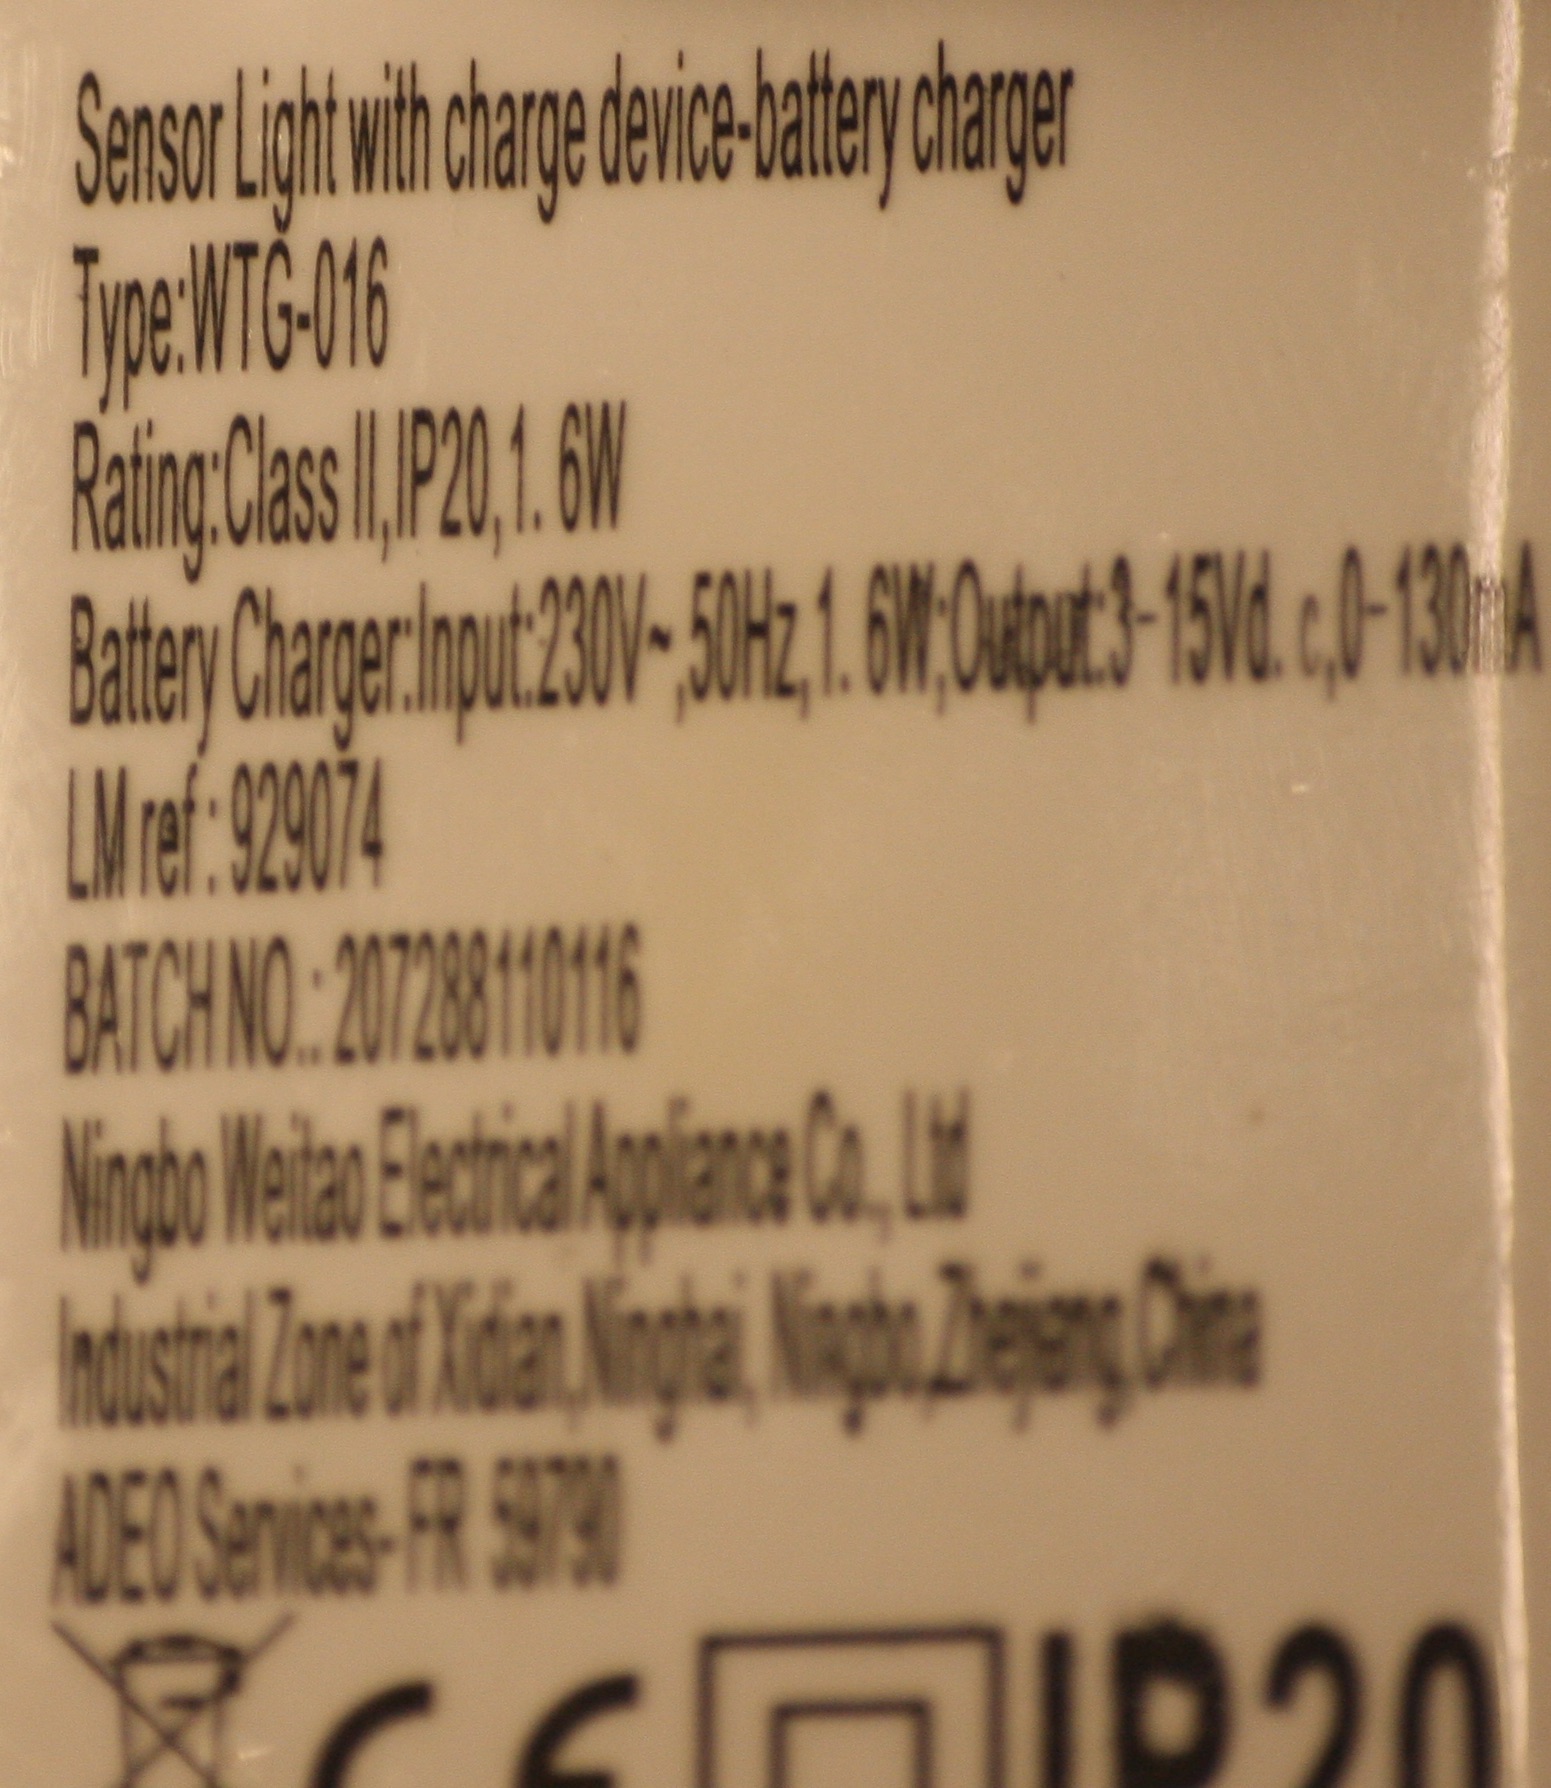 Sensor Light with charge device-battery charger
Type:WTG-016
Rating:Class II,IP20,1. 6W
Battery Charger:Input:230V~,50Hz,1. 6W;Output:3-15Vd. c,0-130mA
LM ref : 929074
BATCH NO.: 207288110116
Ningbo Weitao Electrical Appliance Co., Ltd
Industrial Zone of Xidian,Ninghai, Ningbo,Zhejiang,China
ADEO Services- FR 59790
CE IP20